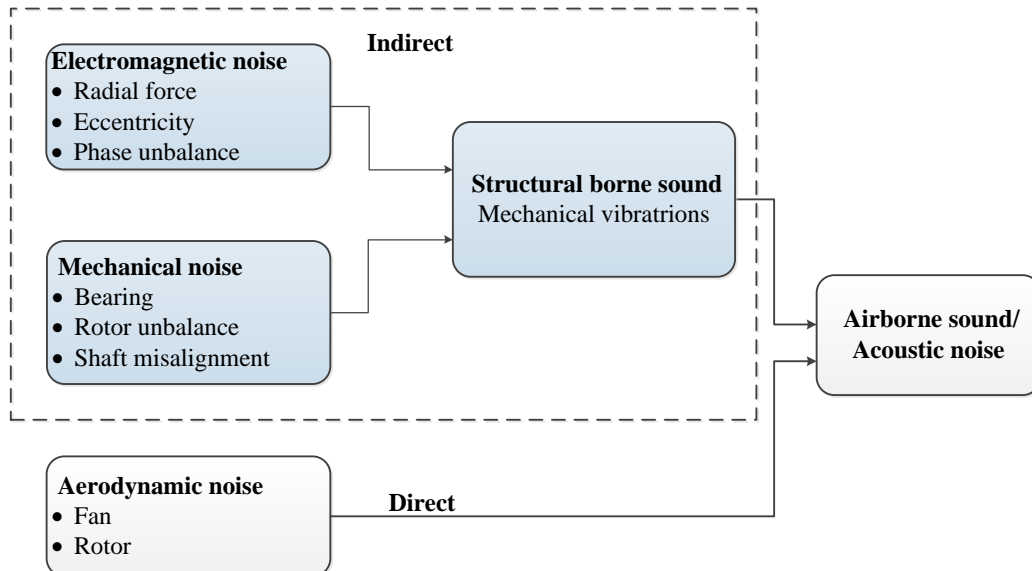 Indirect
Electromagnetic noise
• Radial force
• Eccentricity
• Phase unbalance
Structural borne sound
Mechanical vibratrions
Mechanical noise
• Bearing
• Rotor unbalance
• Shaft misalignment
Airborne sound/
Acoustic noise
Aerodynamic noise
• Fan
• Rotor
Direct